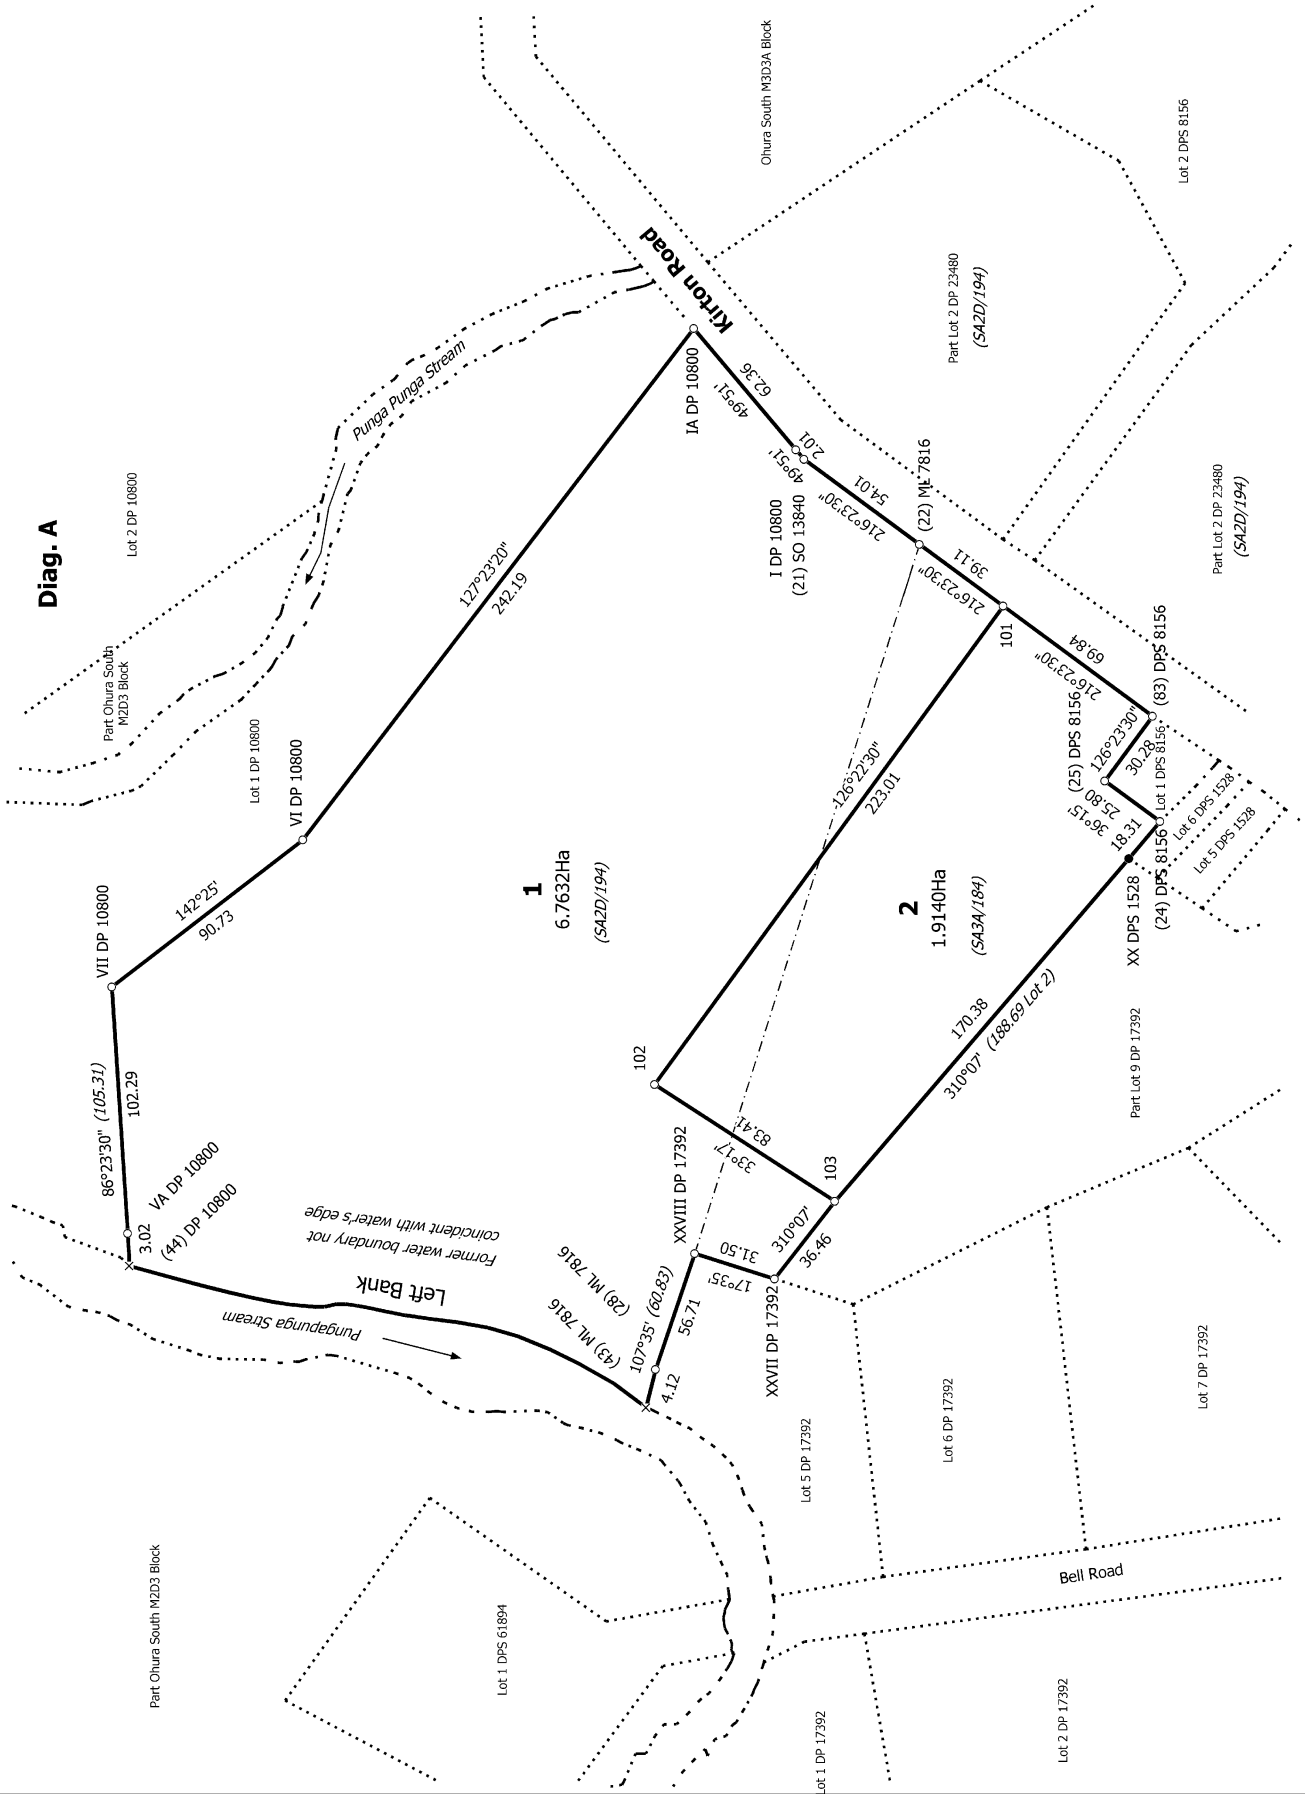 Diag. A
Part Ohura South M2D3 Block
Part Ohura South
M2D3 Block
Lot 2 DP 10800
Lot 1 DP 10800
Punga Punga Stream
Ohura South M3D3A Block
Lot 2 DPS 8156
Kirton Road
Part Lot 2 DP 23480
(SA2D/194)
Part Lot 2 DP 23480
(SA2D/194)
VII DP 10800
VI DP 10800
86°23'30" (105.31)
102.29
3.02
VA DP 10800
(44) DP 10800
142°25'
90.73
127°23'20"
242.19
IA DP 10800
49°51'
62.36
49°51'
2.01
I DP 10800
(21) SO 13840
216°23'30"
54.01
(22) ML 7816
216°23'30"
39.11
101
216°23'30"
69.84
(83) DPS 8156
126°23'30"
30.28
(25) DPS 8156
36°15'
25.80
18.31
(24) DPS 8156
XX DPS 1528
Lot 1 DPS 8156
Lot 6 DPS 1528
Lot 5 DPS 1528
1
6.7632Ha
(SA2D/194)
2
1.9140Ha
(SA3A/184)
126°22'30"
223.01
102
33°17'
83.41
103
170.38
310°07' (188.69 Lot 2)
310°07'
36.46
17°35'
31.50
XXVIII DP 17392
XXVII DP 17392
107°35' (60.83)
56.71
4.12
(28) ML 7816
(43) ML 7816
Former water boundary not
coincident with water's edge
Left Bank
Pungapunga Stream
Part Lot 9 DP 17392
Lot 5 DP 17392
Lot 6 DP 17392
Lot 7 DP 17392
Bell Road
Lot 1 DPS 61894
Lot 1 DP 17392
Lot 2 DP 17392